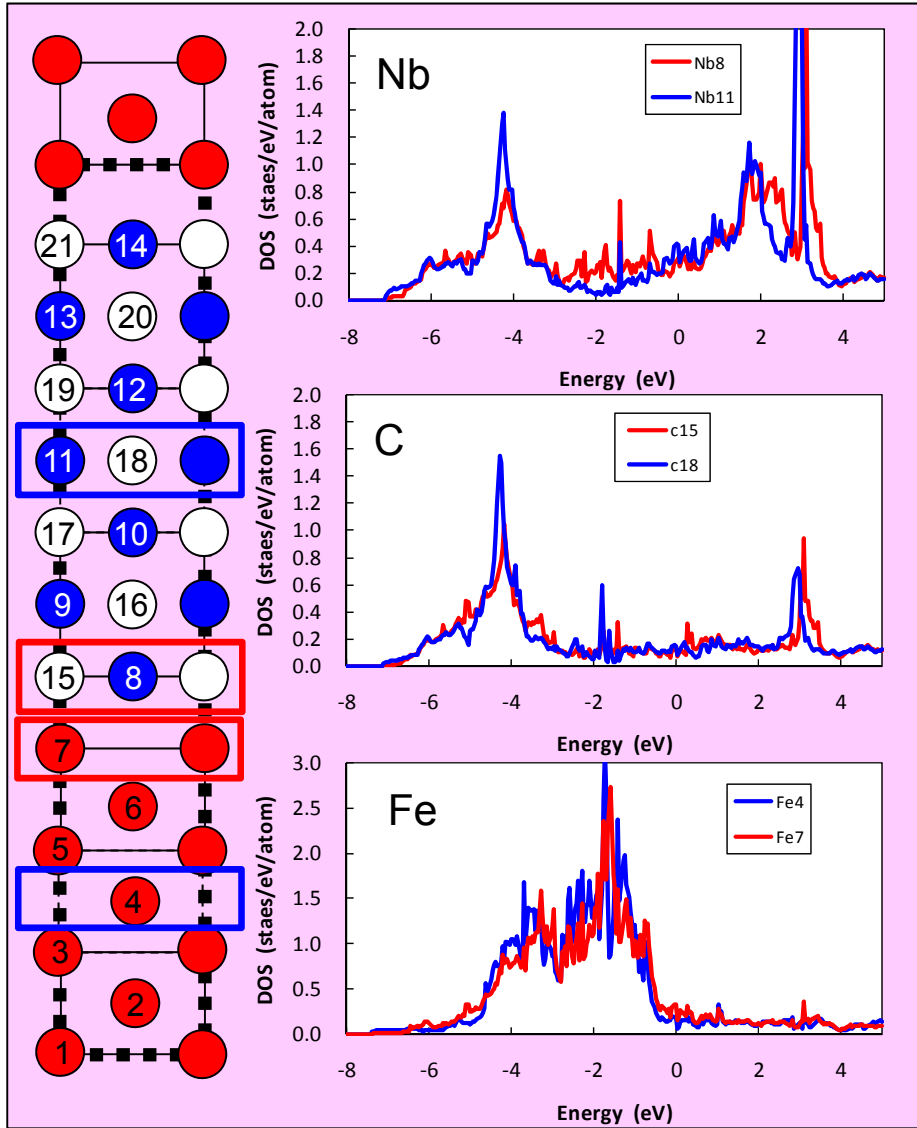 Nb
Nb8
Nb11
DOS (staes/eV/atom)
2.0
1.8
1.6
1.4
1.2
1.0
0.8
0.6
0.4
0.2
0.0
-8 -6 -4 -2 0 2 4
Energy (eV)
C
c15
c18
DOS (staes/eV/atom)
2.0
1.8
1.6
1.4
1.2
1.0
0.8
0.6
0.4
0.2
0.0
-8 -6 -4 -2 0 2 4
Energy (eV)
Fe
Fe4
Fe7
DOS (staes/eV/atom)
3.0
2.5
2.0
1.5
1.0
0.5
0.0
-8 -6 -4 -2 0 2 4
Energy (eV)
21 14
13 20
19 12
11 18
17 10
9 16
15 8
7
6
5
4
3
2
1